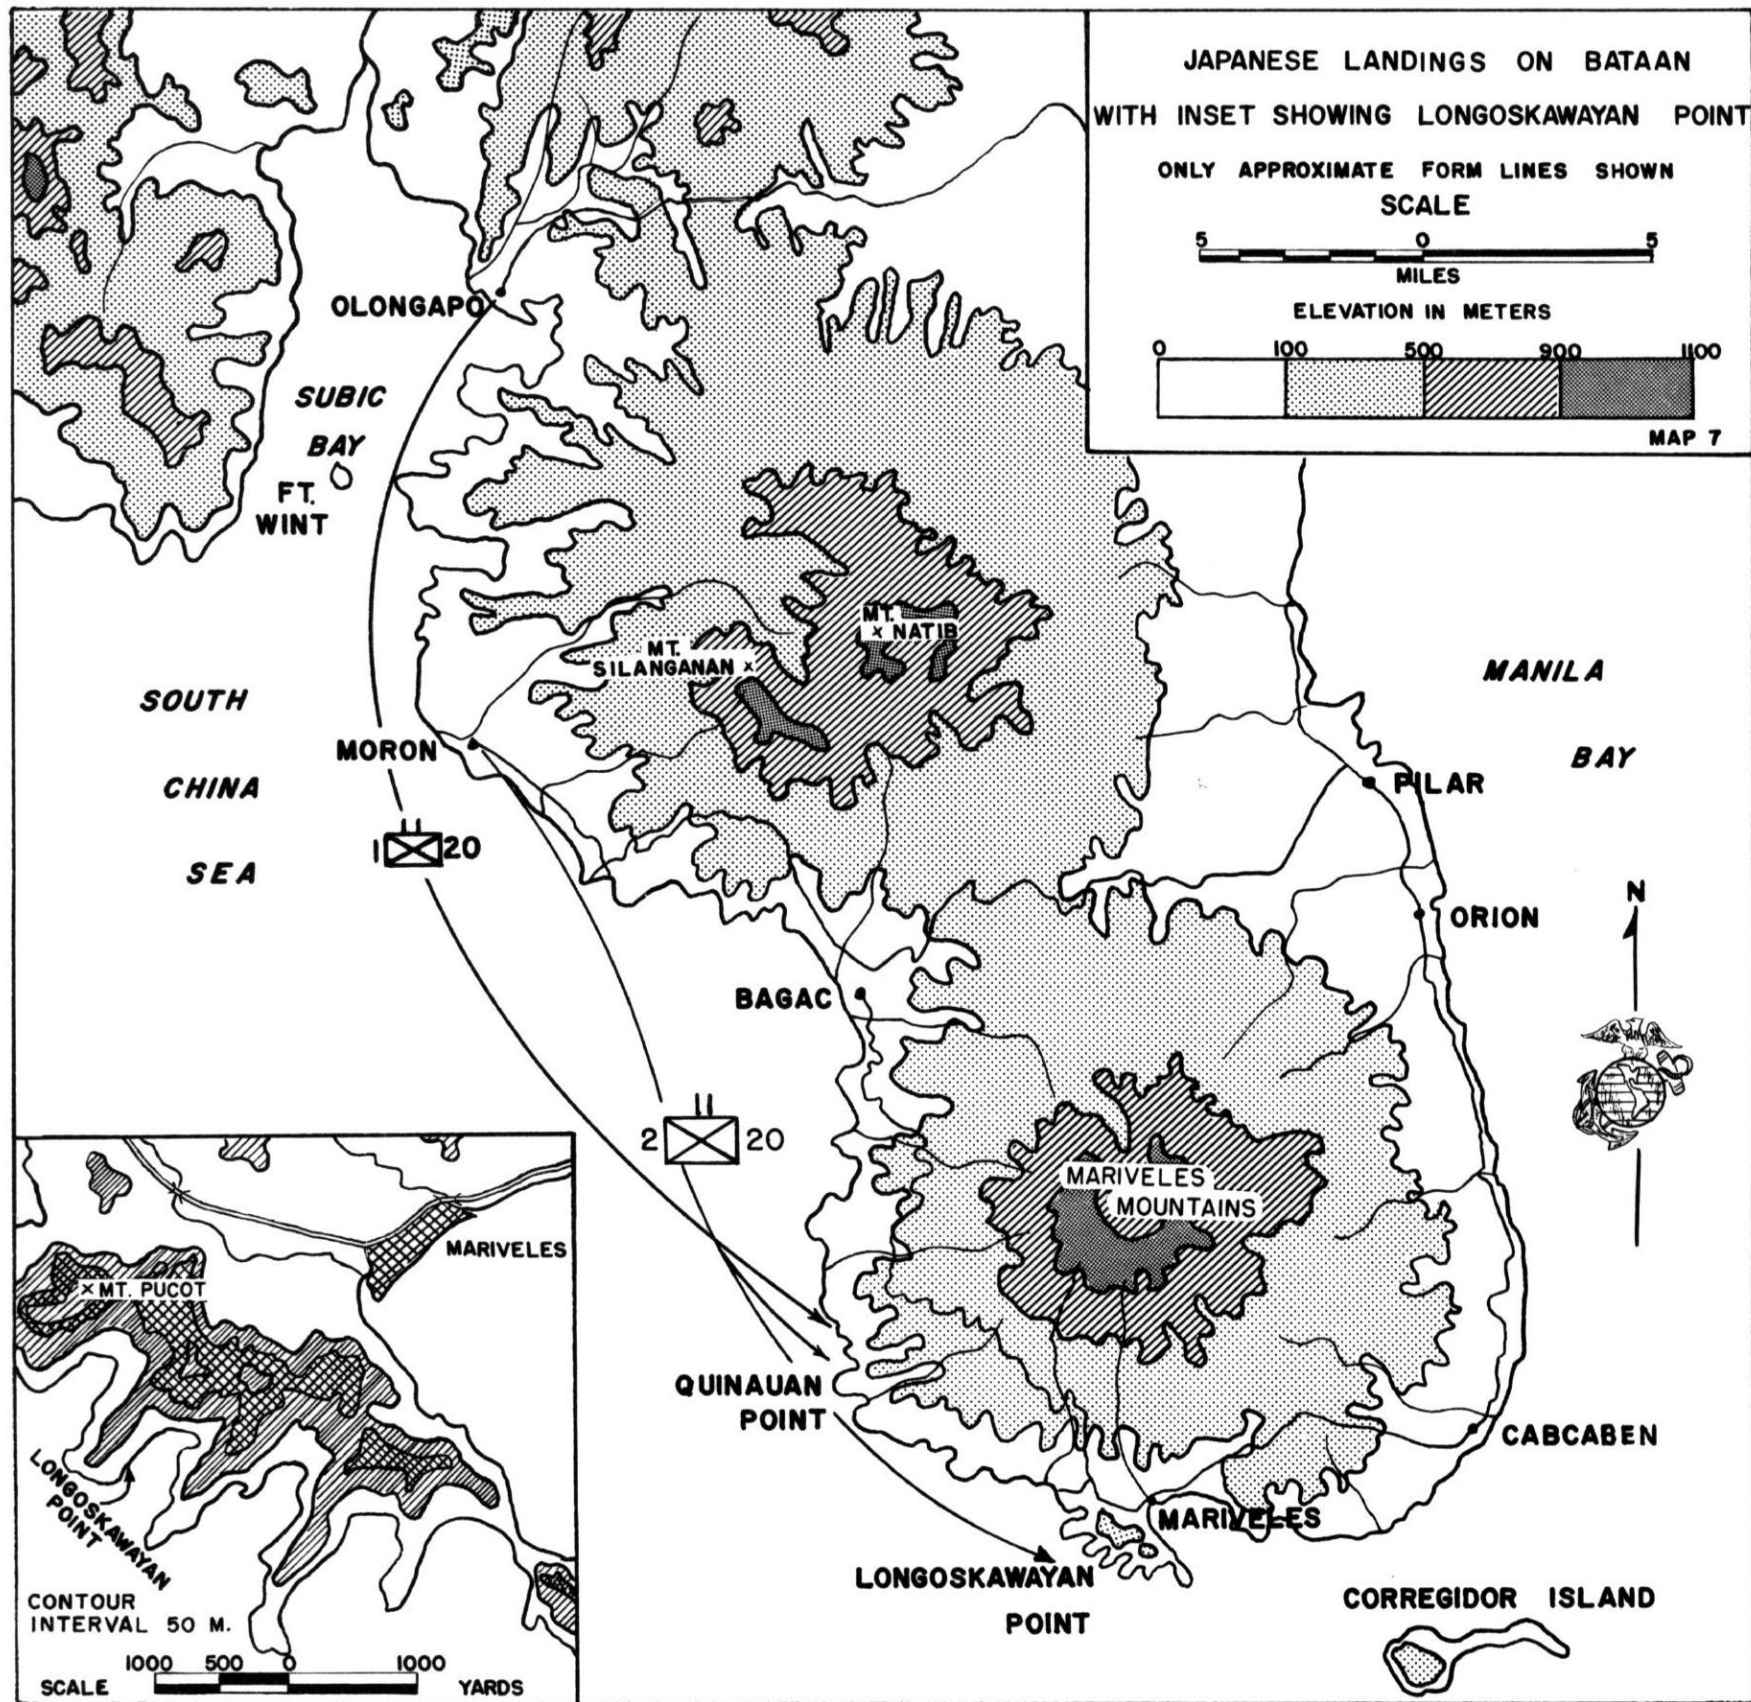 JAPANESE LANDINGS ON BATAAN
WITH INSET SHOWING LONGOSKAWAYAN POINT
ONLY APPROXIMATE FORM LINES SHOWN
SCALE
5 0 5
MILES
ELEVATION IN METERS
0 100 500 900 1100
MAP 7
OLONGAPO
SUBIC
BAY
FT.
WINT
MT.
NATIB
MT.
SILANGANAN
SOUTH
CHINA
SEA
MANILA
BAY
MORON
PILAR
1 20
ORION
N
BAGAC
2 20
MARIVELES
MOUNTAINS
QUINAUAN
POINT
CABCABEN
MARIVELES
LONGOSKAWAYAN
POINT
CORREGIDOR ISLAND
MARIVELES
MT. PUCOT
LONGOSKAWAYAN
POINT
CONTOUR
INTERVAL 50 M.
1000 500 0 1000
SCALE YARDS